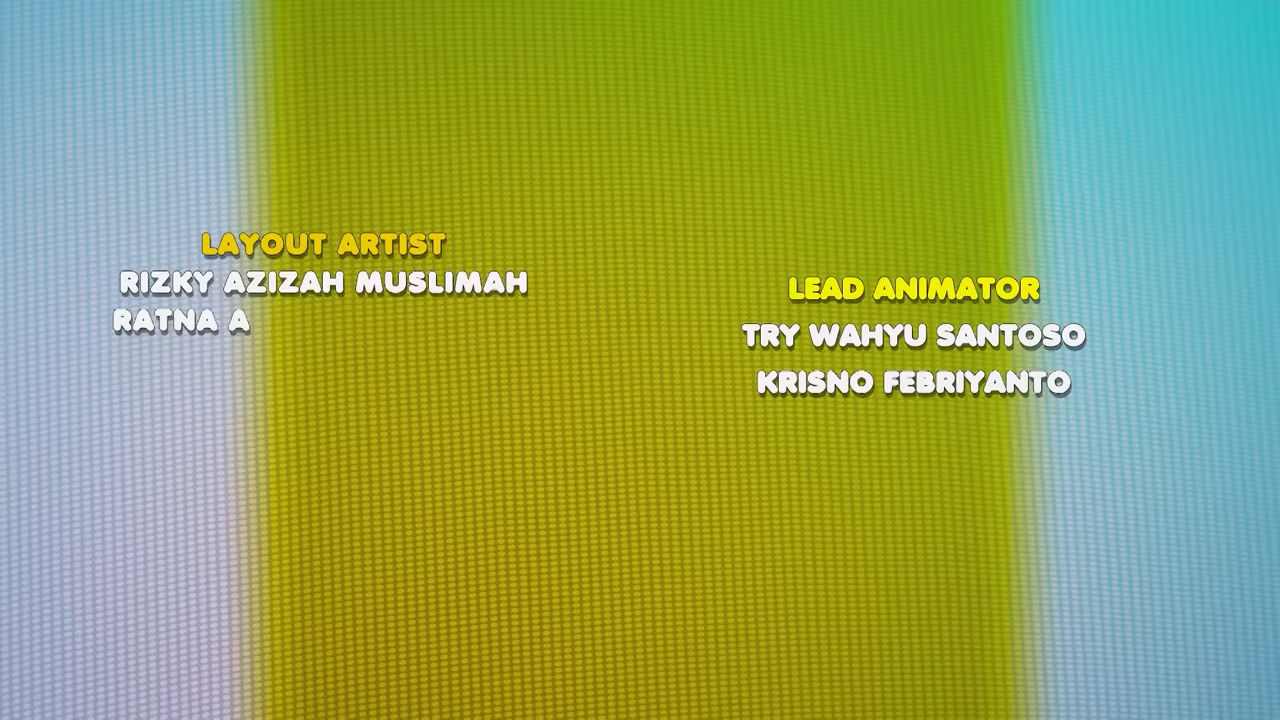 LAYOUT ARTIST
RIZKY AZIZAH MUSLIMAH
RATNA A
LEAD ANIMATOR
TRY WAHYU SANTOSO
KRISNO FEBRIYANTO